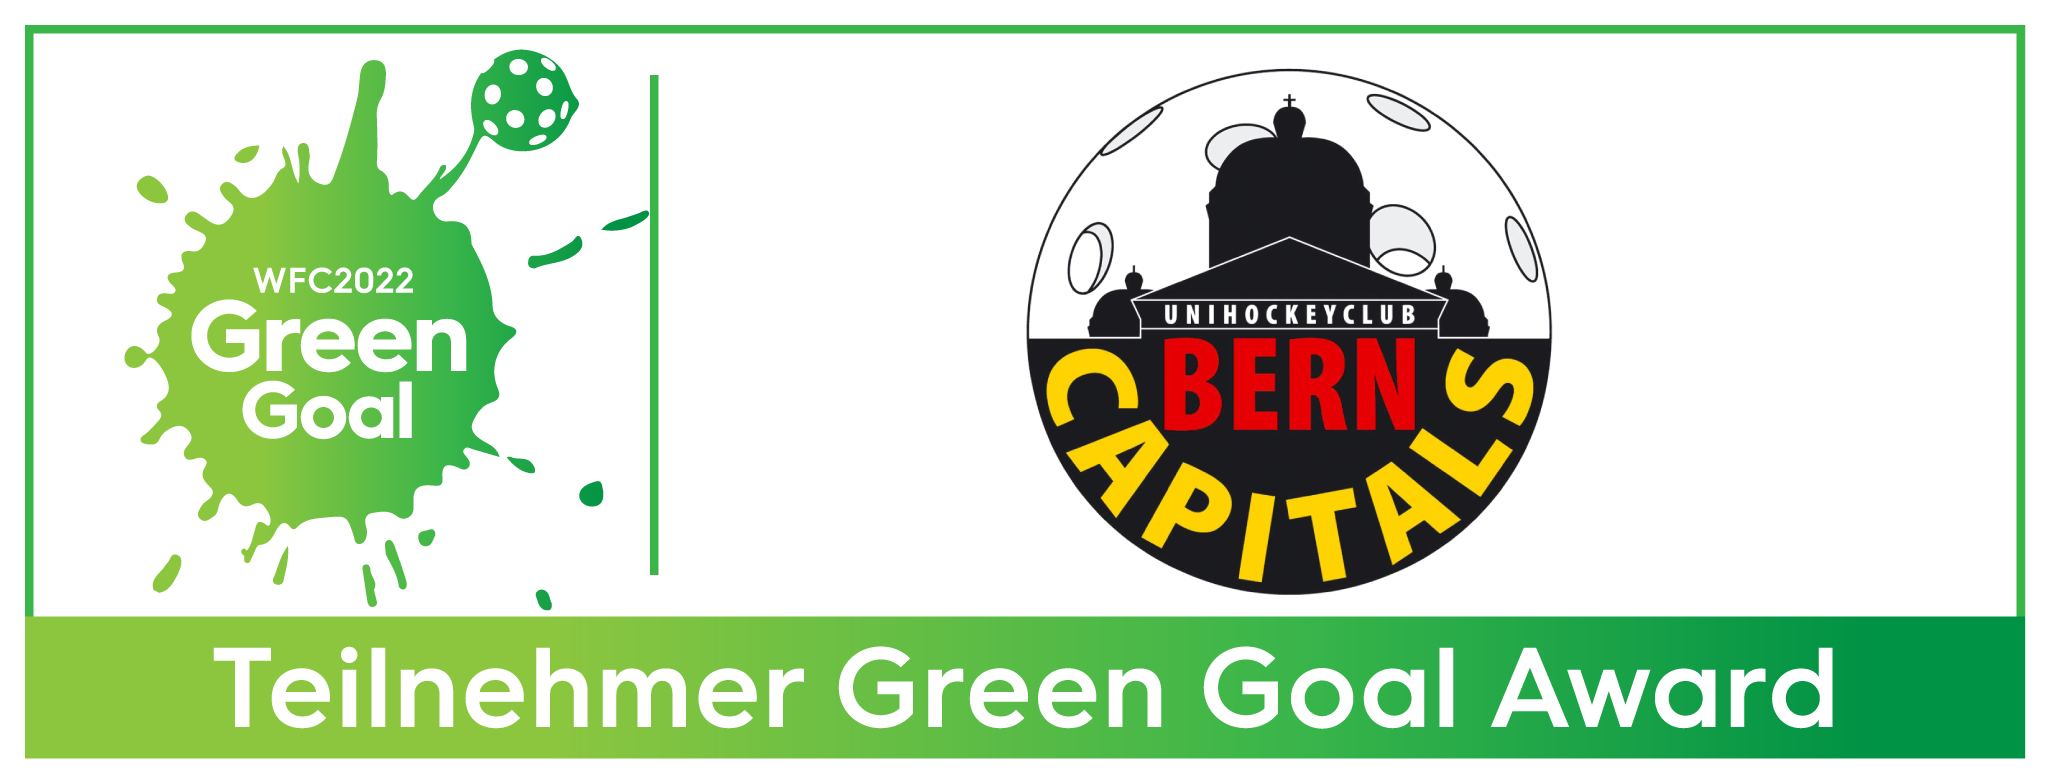 WFC2022
Green
Goal
UNIHOCKEYCLUB
BERN
CAPITALS
Teilnehmer Green Goal Award